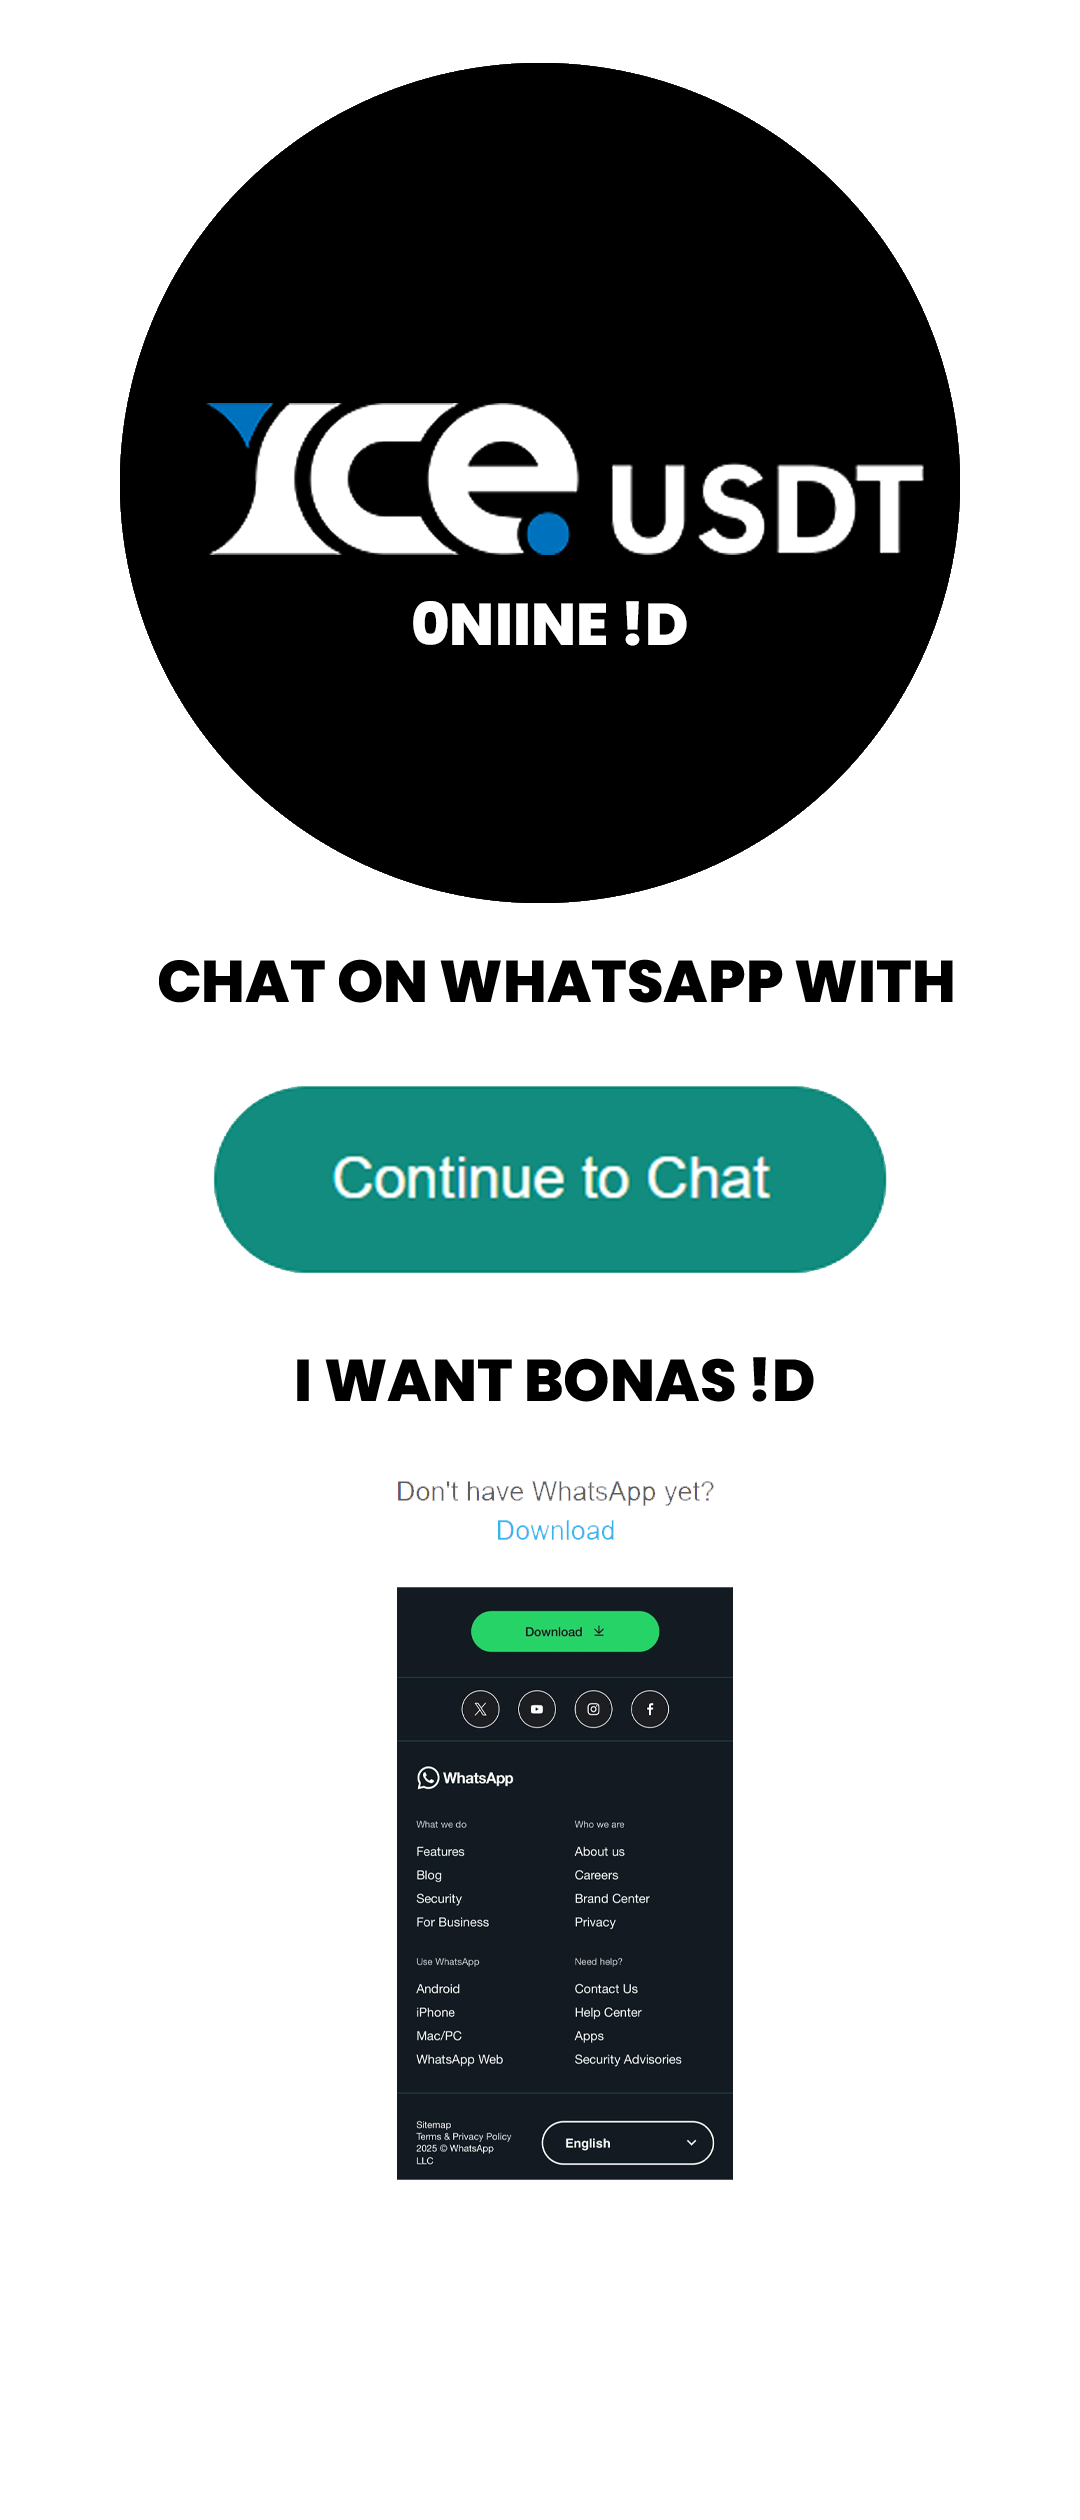 ice. USDT
0NIINE !D
CHAT ON WHATSAPP WITH
Continue to Chat
I WANT BONAS !D
Don't have WhatsApp yet?
Download
Download
WhatsApp
What we do
Who we are
Features
About us
Blog
Careers
Security
Brand Center
For Business
Privacy
Use WhatsApp
Need help?
Android
Contact Us
iPhone
Help Center
Mac/PC
Apps
WhatsApp Web
Security Advisories
Sitemap
Terms & Privacy Policy
2025 © WhatsApp
LLC
English